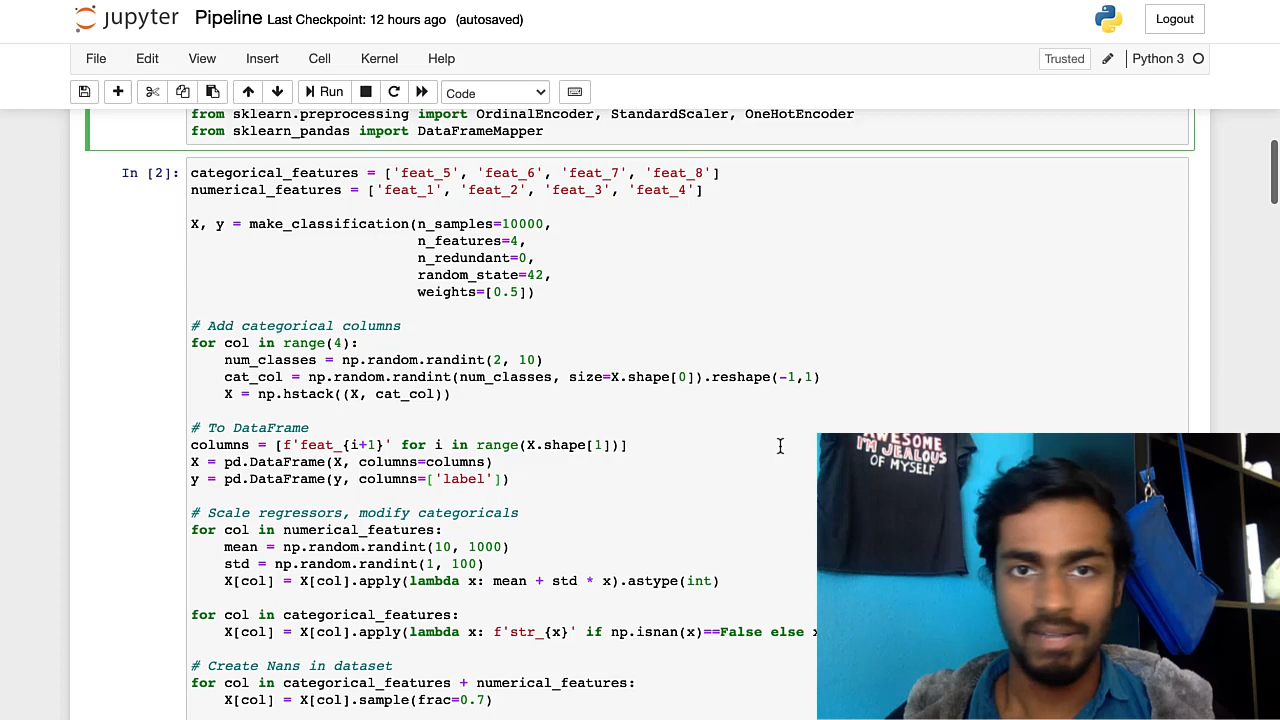 jupyter Pipeline Last Checkpoint: 12 hours ago (autosaved) Logout
File Edit View Insert Cell Kernel Help Trusted Python 3
Run Code
from sklearn.preprocessing import OrdinalEncoder, StandardScaler, OneHotEncoder
from sklearn_pandas import DataFrameMapper
In [2]: categorical_features = ['feat_5', 'feat_6', 'feat_7', 'feat_8']
numerical_features = ['feat_1', 'feat_2', 'feat_3', 'feat_4']
X, y = make_classification(n_samples=10000,
n_features=4,
n_redundant=0,
random_state=42,
weights=[0.5])
# Add categorical columns
for col in range(4):
num_classes = np.random.randint(2, 10)
cat_col = np.random.randint(num_classes, size=X.shape[0]).reshape(-1,1)
X = np.hstack((X, cat_col))
# To DataFrame
columns = [f'feat_{i+1}' for i in range(X.shape[1])]
X = pd.DataFrame(X, columns=columns)
y = pd.DataFrame(y, columns=['label'])
# Scale regressors, modify categoricals
for col in numerical_features:
mean = np.random.randint(10, 1000)
std = np.random.randint(1, 100)
X[col] = X[col].apply(lambda x: mean + std * x).astype(int)
for col in categorical_features:
X[col] = X[col].apply(lambda x: f'str_{x}' if np.isnan(x)==False else x
# Create Nans in dataset
for col in categorical_features + numerical_features:
X[col] = X[col].sample(frac=0.7)
AWESOME
I'M JEALOUS
OF MYSELF